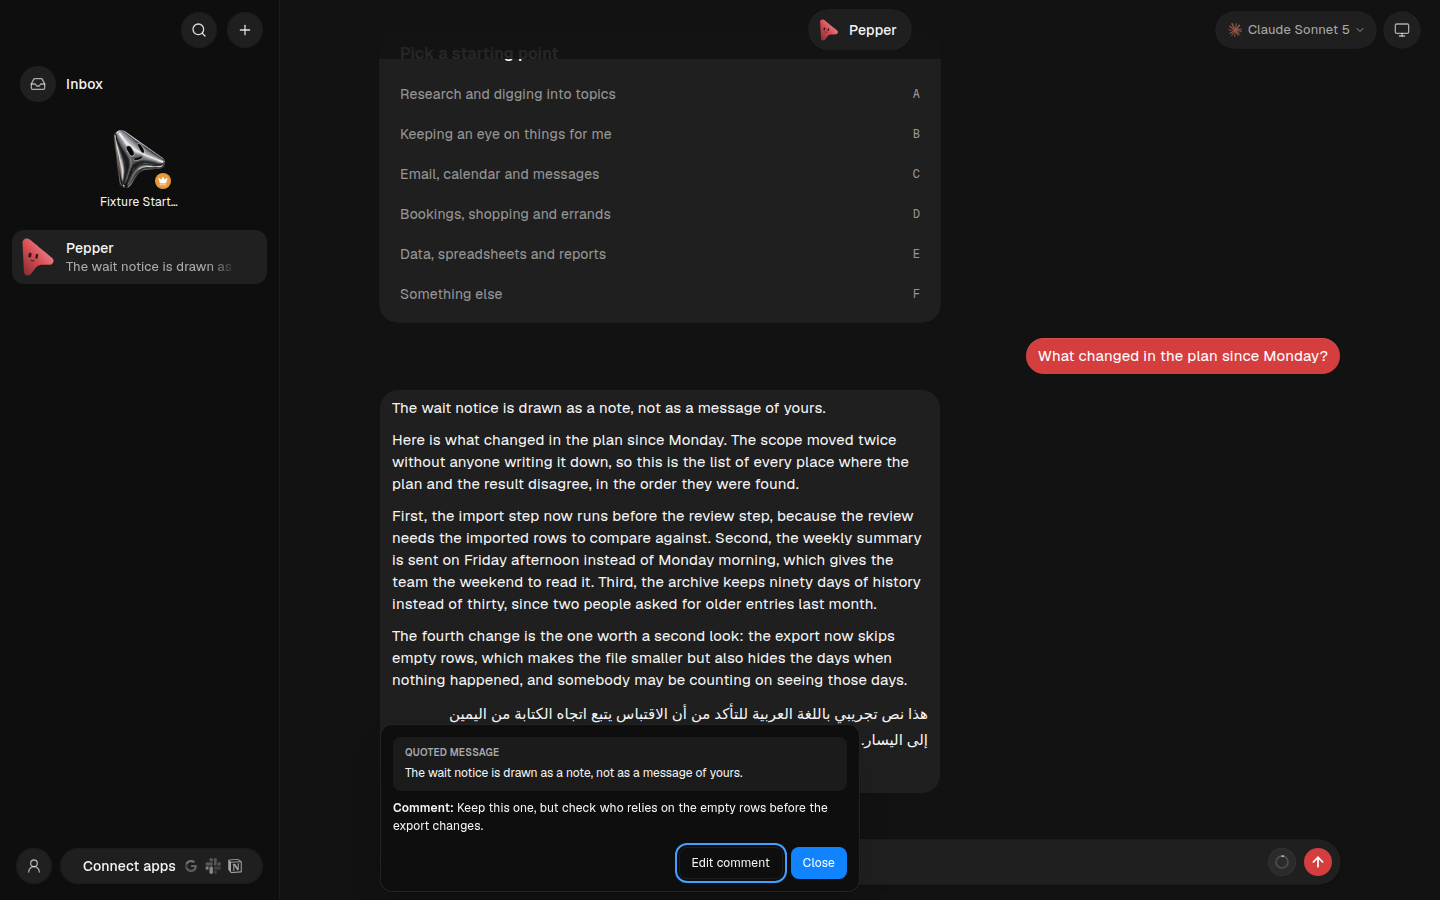 Pepper
Claude Sonnet 5
Inbox
Fixture Start…
Pepper
The wait notice is drawn as
Pick a starting point
Research and digging into topics A
Keeping an eye on things for me B
Email, calendar and messages C
Bookings, shopping and errands D
Data, spreadsheets and reports E
Something else F
What changed in the plan since Monday?
The wait notice is drawn as a note, not as a message of yours.
Here is what changed in the plan since Monday. The scope moved twice
without anyone writing it down, so this is the list of every place where the
plan and the result disagree, in the order they were found.
First, the import step now runs before the review step, because the review
needs the imported rows to compare against. Second, the weekly summary
is sent on Friday afternoon instead of Monday morning, which gives the
team the weekend to read it. Third, the archive keeps ninety days of history
instead of thirty, since two people asked for older entries last month.
The fourth change is the one worth a second look: the export now skips
empty rows, which makes the file smaller but also hides the days when
nothing happened, and somebody may be counting on seeing those days.
هذا نص تجريبي باللغة العربية للتأكد من أن الاقتباس يتبع اتجاه الكتابة من اليمين
إلى اليسار.
QUOTED MESSAGE
The wait notice is drawn as a note, not as a message of yours.
Comment: Keep this one, but check who relies on the empty rows before the
export changes.
Edit comment
Close
Connect apps